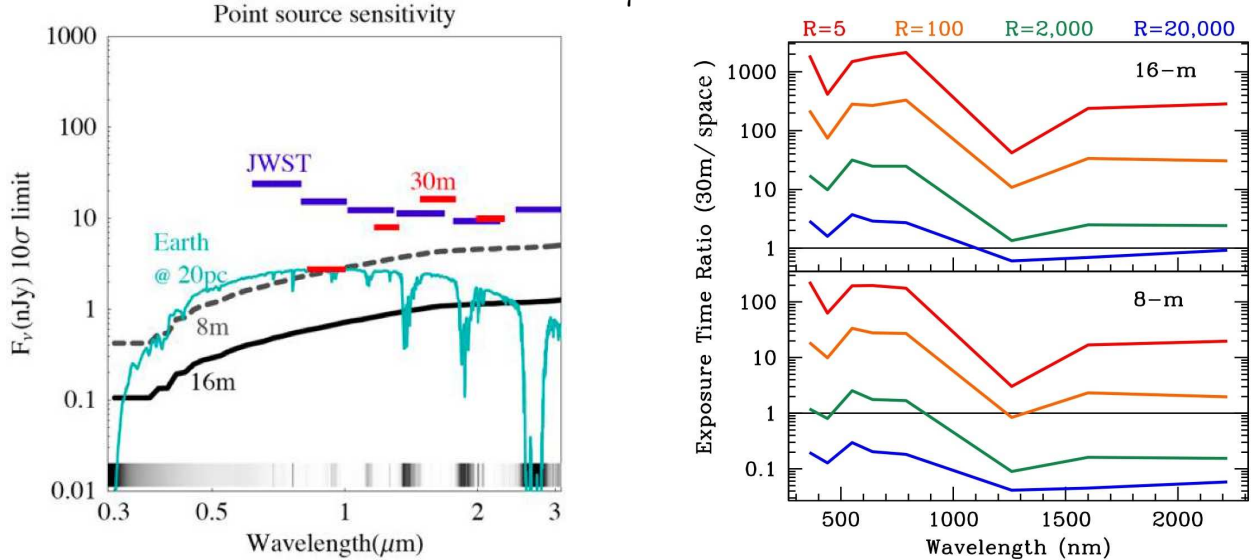 Point source sensitivity
1000
100
10
1
0.1
0.01
F_ν(nJy) 10σ limit
JWST
30m
Earth
@ 20pc
8m
16m
0.3
0.5
1
2
3
Wavelength(μm)
R=5 R=100 R=2,000 R=20,000
Exposure Time Ratio (30m/space)
16-m
1000
100
10
1
8-m
100
10
1
0.1
500
1000
1500
2000
Wavelength (nm)